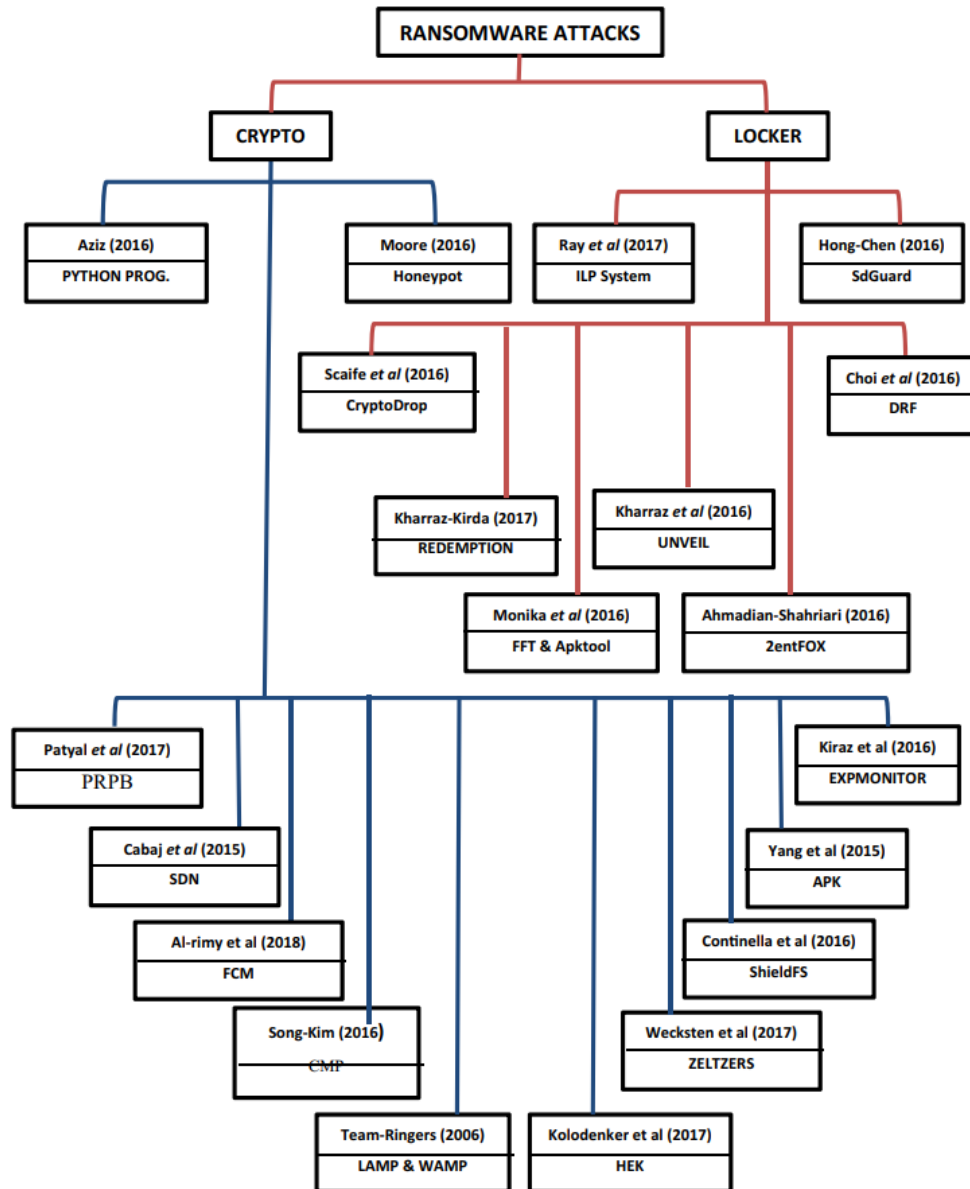 RANSOMWARE ATTACKS
CRYPTO
LOCKER
Aziz (2016)
PYTHON PROG.
Moore (2016)
Honeypot
Ray et al (2017)
ILP System
Hong-Chen (2016)
SdGuard
Scaife et al (2016)
CryptoDrop
Choi et al (2016)
DRF
Kharraz-Kirda (2017)
REDEMPTION
Kharraz et al (2016)
UNVEIL
Monika et al (2016)
FFT & Apktool
Ahmadian-Shahriari (2016)
2entFOX
Patyal et al (2017)
PRPB
Kiraz et al (2016)
EXPMONITOR
Cabaj et al (2015)
SDN
Yang et al (2015)
APK
Al-rimy et al (2018)
FCM
Continella et al (2016)
ShieldFS
Song-Kim (2016)
CMP
Wecksten et al (2017)
ZELTZERS
Team-Ringers (2006)
LAMP & WAMP
Kolodenker et al (2017)
HEK